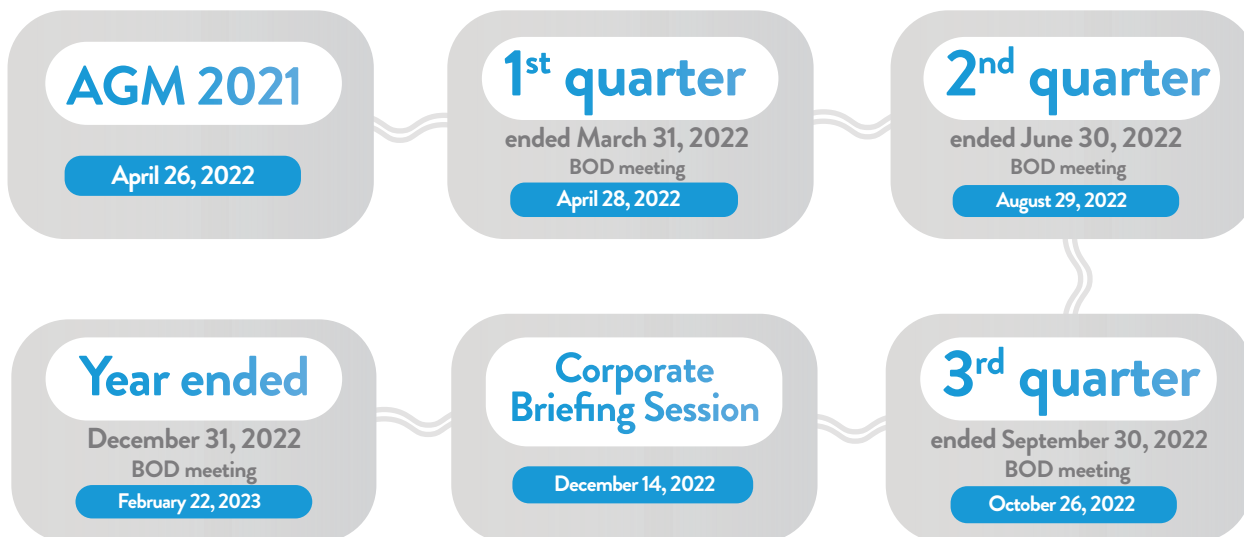 AGM 2021
April 26, 2022
1st quarter
ended March 31, 2022
BOD meeting
April 28, 2022
2nd quarter
ended June 30, 2022
BOD meeting
August 29, 2022
3rd quarter
ended September 30, 2022
BOD meeting
October 26, 2022
Corporate
Briefing Session
December 14, 2022
Year ended
December 31, 2022
BOD meeting
February 22, 2023